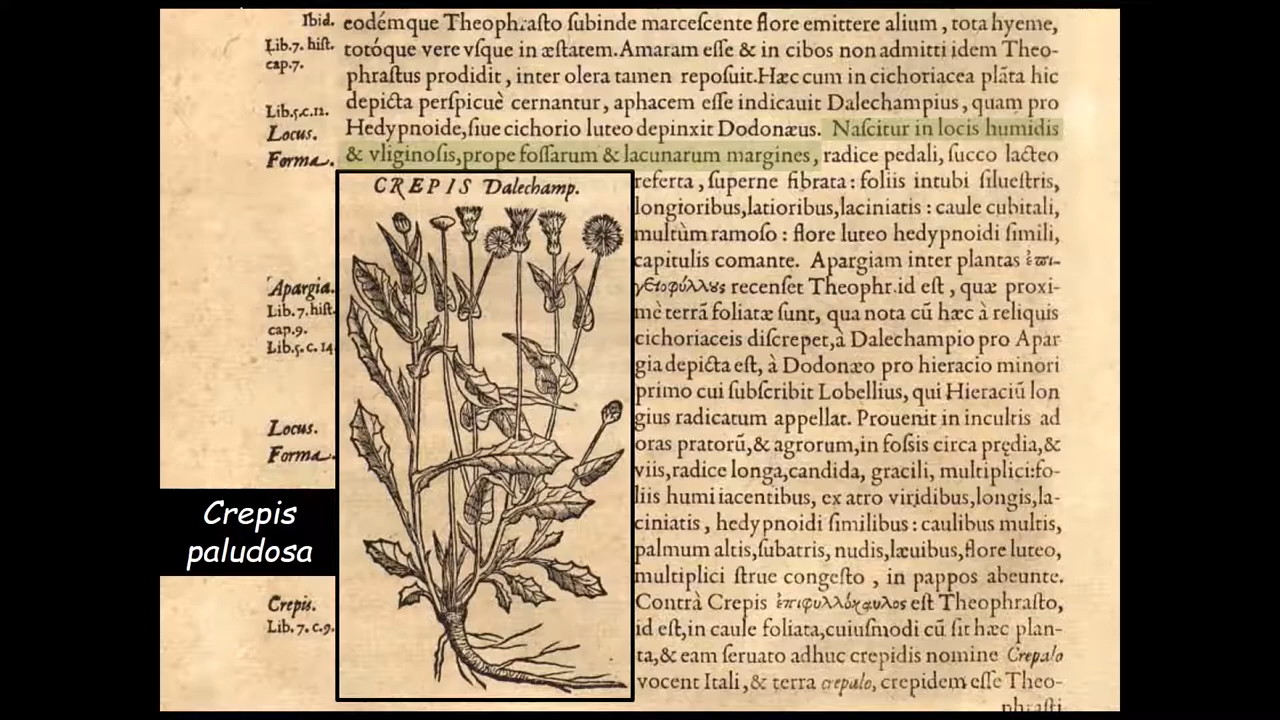 Ibid.
eodémque Theophrasto subinde marcescente flore emittere alium, tota hyeme,
Lib. 7. hist.
cap. 7.
totóque vere vsque in æstatem. Amaram esse & in cibos non admitti idem Theo-
phrastus prodidit, inter olera tamen reposuit. Hæc cum in cichoriacea plãta hic
Lib. 5. c. 12.
depicta perspicuè cernantur, aphacem esse indicauit Dalechampius, quam pro
Locus.
Hedypnoide, siue cichorio luteo depinxit Dodonæus. Nascitur in locis humidis
Forma.
& vliginosis, prope fossarum & lacunarum margines, radice pedali, succo lacteo
CREPIS Dalechamp.
referta, superne fibrata: foliis intubi siluestris,
longioribus, latioribus, laciniatis: caule cubitali,
multùm ramoso: flore luteo hedypnoidi simili,
capitulis comante. Apargiam inter plantas ἐπι-
Apargia.
γειοφύλλους recenset Theophr. id est, quæ proxi-
Lib. 7. hist.
cap. 9.
mè terrã foliatæ sunt, qua nota cũ hæc à reliquis
Lib. 5. c. 14.
cichoriaceis discrepet, à Dalechampio pro Apar
gia depicta est, à Dodonæo pro hieracio minori
primo cui subscribit Lobellius, qui Hieraciũ lon
gius radicatum appellat. Prouenit in incultis ad
Locus.
oras pratorũ, & agrorum, in fossis circa prędia, &
Forma.
viis, radice longa, candida, gracili, multiplici: fo-
liis humi iacentibus, ex atro viridibus, longis, la-
ciniatis, hedypnoidi similibus: caulibus multis,
palmum altis, subatris, nudis, læuibus, flore luteo,
multiplici strue congesto, in pappos abeunte.
Crepis.
Lib. 7. c. 9.
Contrà Crepis est Theophrasto,
id est, in caule foliata, cuiusmodi cũ sit hæc plan-
ta, & eam seruato adhuc crepidis nomine Crepalo
vocent Itali, & terra crepalo, crepidem esse Theo-
phrasti
Crepis
paludosa